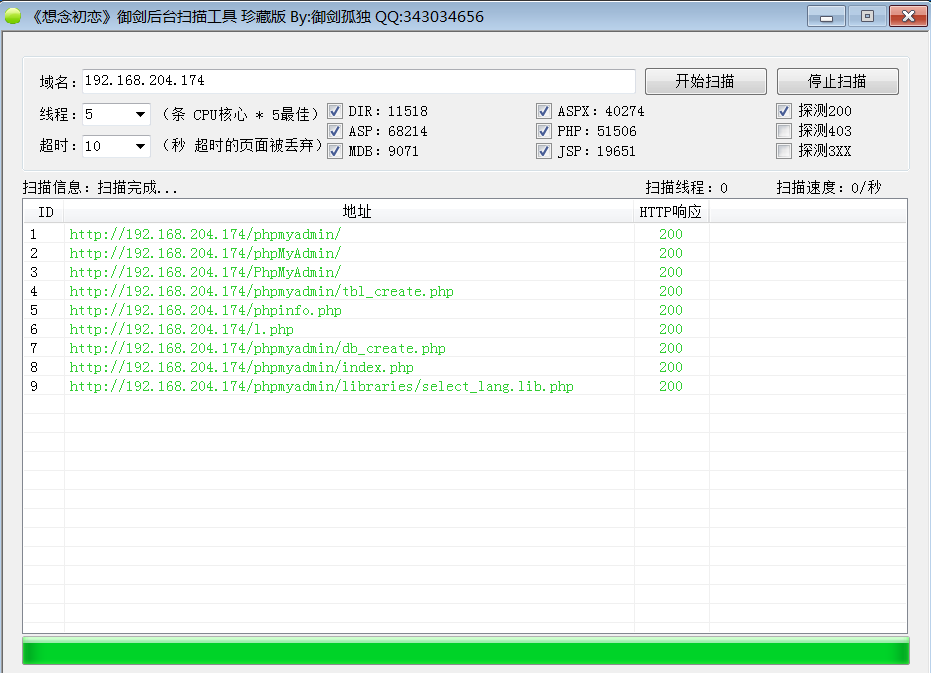 《想念初恋》御剑后台扫描工具 珍藏版 By:御剑孤独 QQ:343034656
域名: 192.168.204.174 开始扫描 停止扫描
线程: 5 (条 CPU核心 * 5最佳) DIR: 11518 ASPX: 40274 探测200
ASP: 68214 PHP: 51506 探测403
超时: 10 (秒 超时的页面被丢弃) MDB: 9071 JSP: 19651 探测3XX
扫描信息: 扫描完成... 扫描线程: 0 扫描速度: 0/秒
ID 地址 HTTP响应
1 http://192.168.204.174/phpmyadmin/ 200
2 http://192.168.204.174/phpMyAdmin/ 200
3 http://192.168.204.174/PhpMyAdmin/ 200
4 http://192.168.204.174/phpmyadmin/tbl_create.php 200
5 http://192.168.204.174/phpinfo.php 200
6 http://192.168.204.174/l.php 200
7 http://192.168.204.174/phpmyadmin/db_create.php 200
8 http://192.168.204.174/phpmyadmin/index.php 200
9 http://192.168.204.174/phpmyadmin/libraries/select_lang.lib.php 200